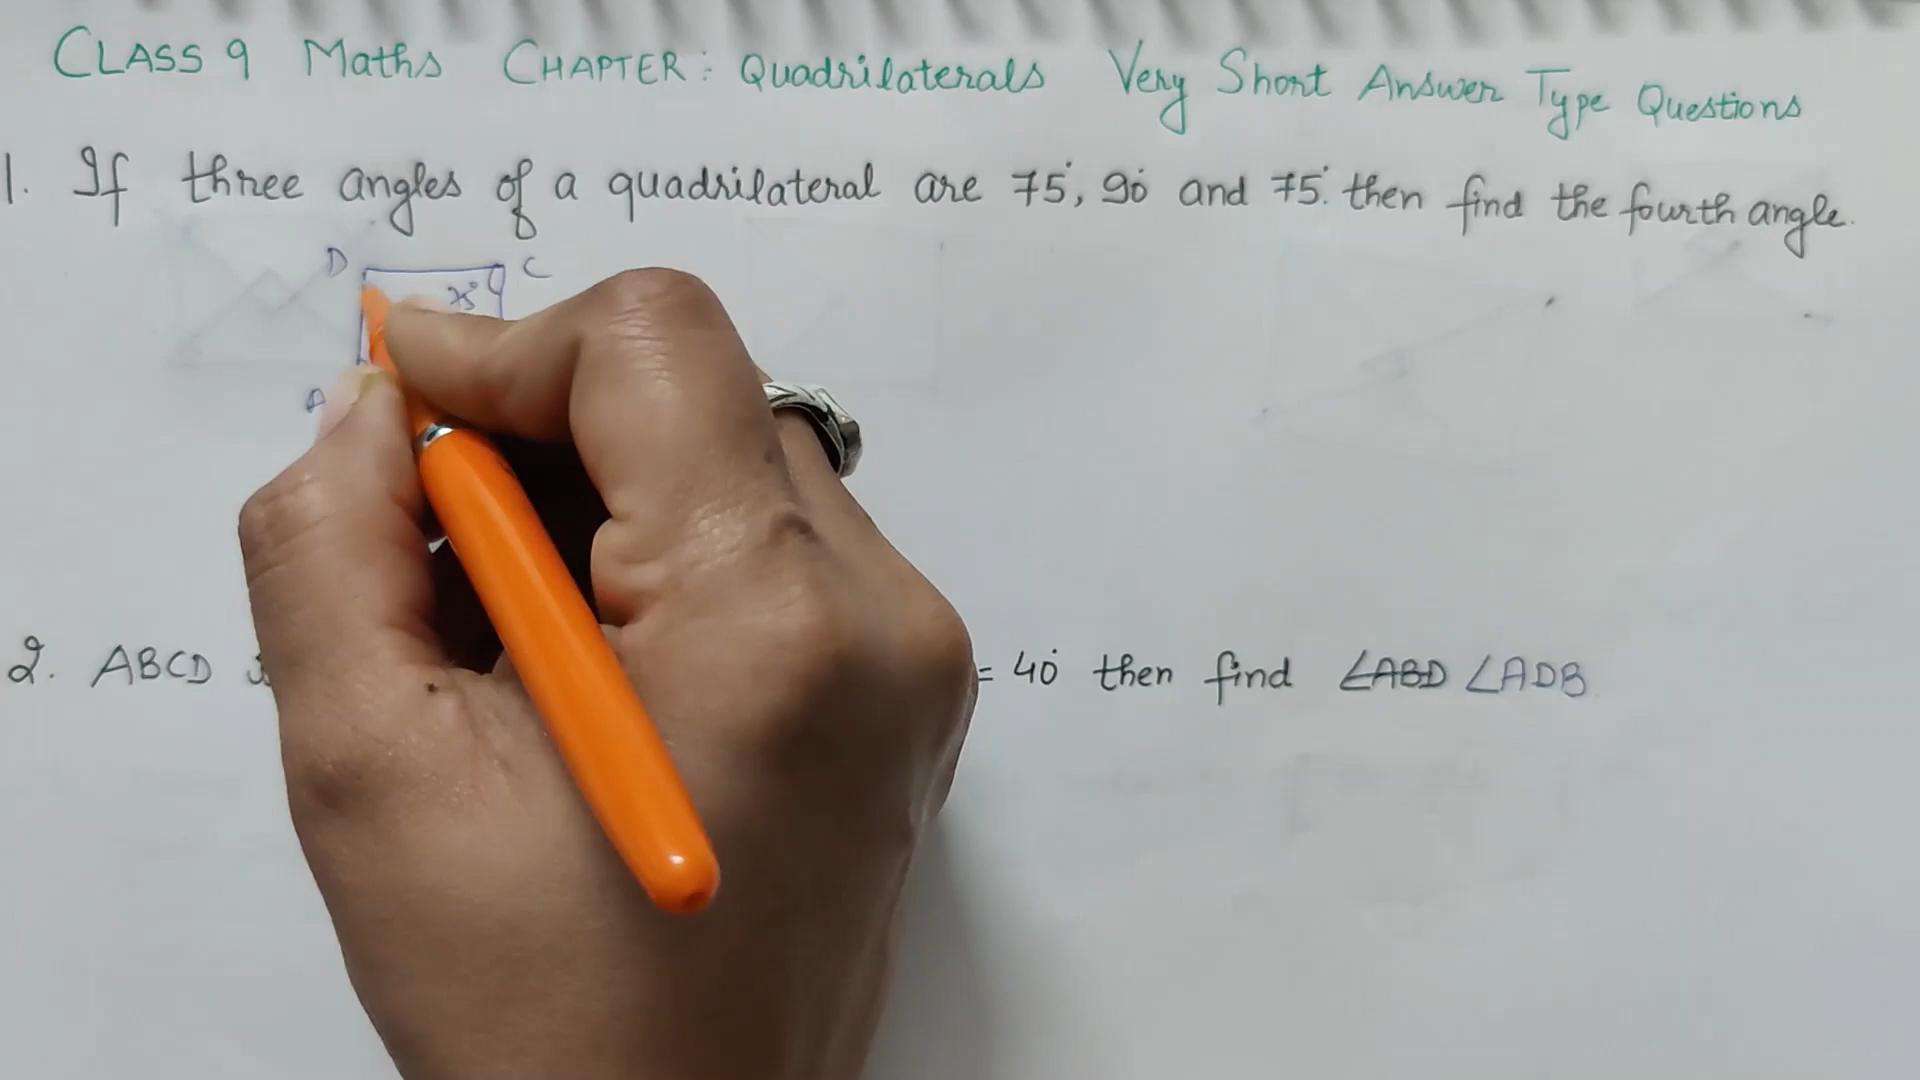 CLASS 9 Maths CHAPTER: Quadrilaterals Very Short Answer Type Questions
1. If three angles of a quadrilateral are 75°, 90° and 75°. then find the fourth angle.
D C
75°
A
2. ABCD = 40° then find ∠ABD ∠ADB